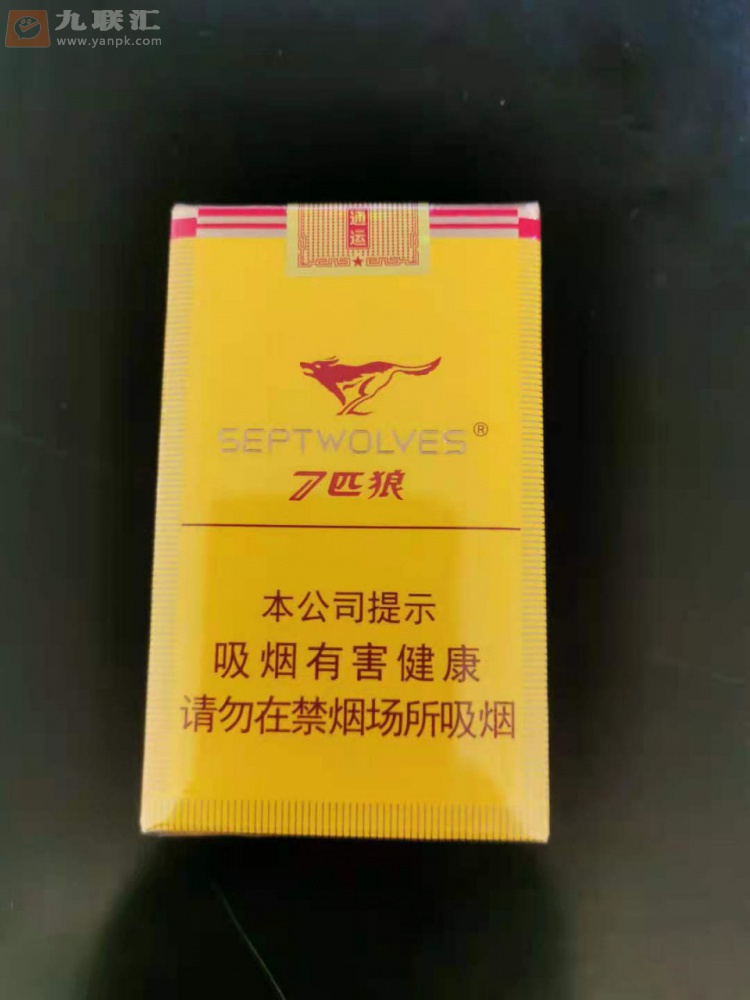 九联汇
www.yanpk.com
通运
SEPTWOLVES®
7匹狼
本公司提示
吸烟有害健康
请勿在禁烟场所吸烟